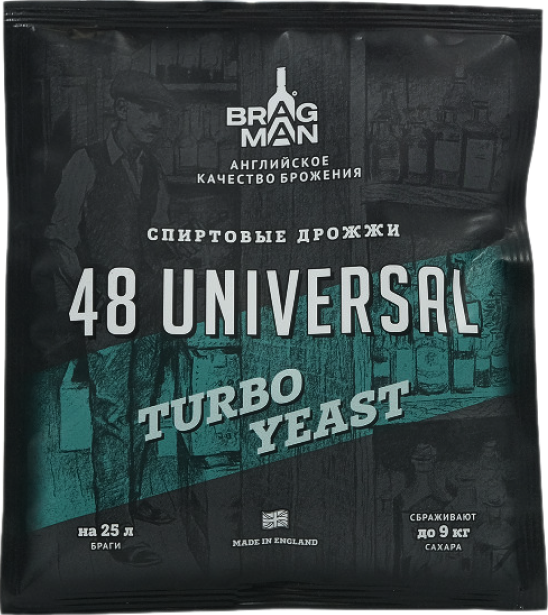 BRAG
MAN
АНГЛИЙСКОЕ
КАЧЕСТВО БРОЖЕНИЯ
СПИРТОВЫЕ ДРОЖЖИ
48 UNIVERSAL
TURBO
YEAST
на 25 л
БРАГИ
MADE IN ENGLAND
СБРАЖИВАЮТ
до 9 кг
САХАРА